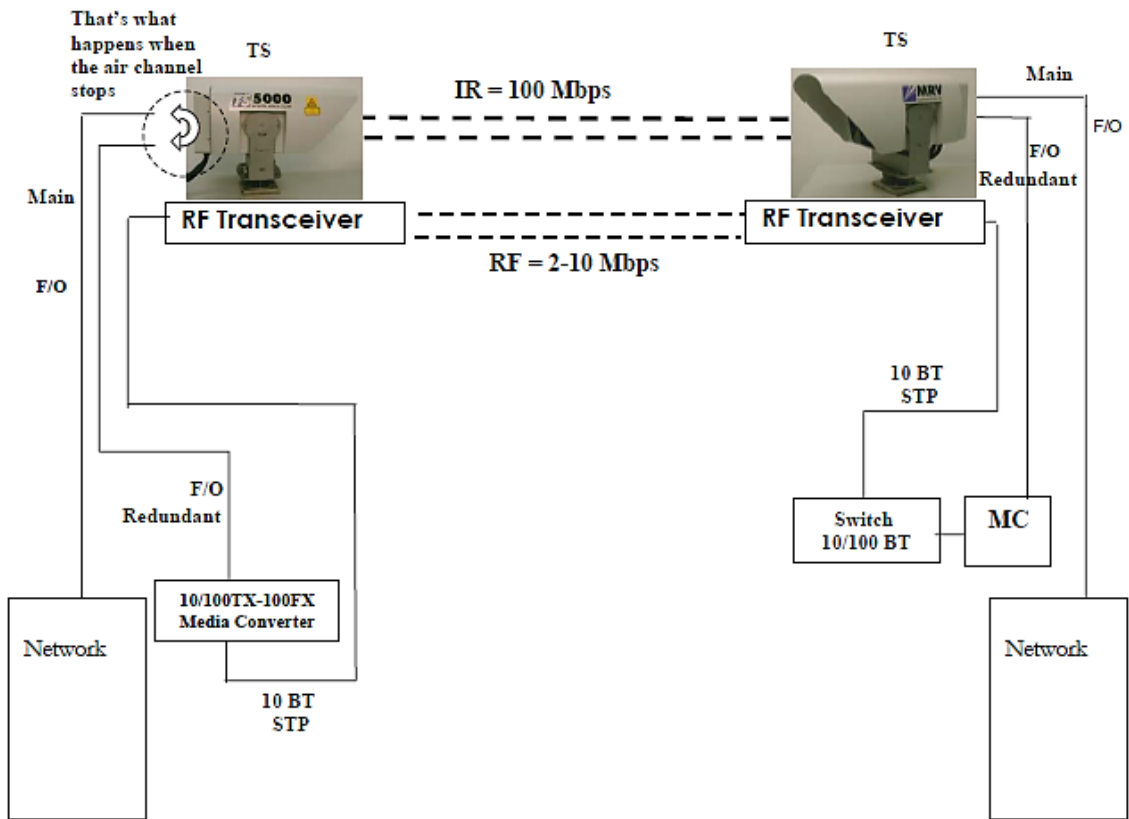 That's what
happens when
the air channel
stops
TS
TS
TS5000
MRV
IR = 100 Mbps
Main
F/O
F/O
Redundant
Main
F/O
RF Transceiver
RF Transceiver
RF = 2-10 Mbps
10 BT
STP
F/O
Redundant
Switch
10/100 BT
MC
10/100TX-100FX
Media Converter
Network
Network
10 BT
STP